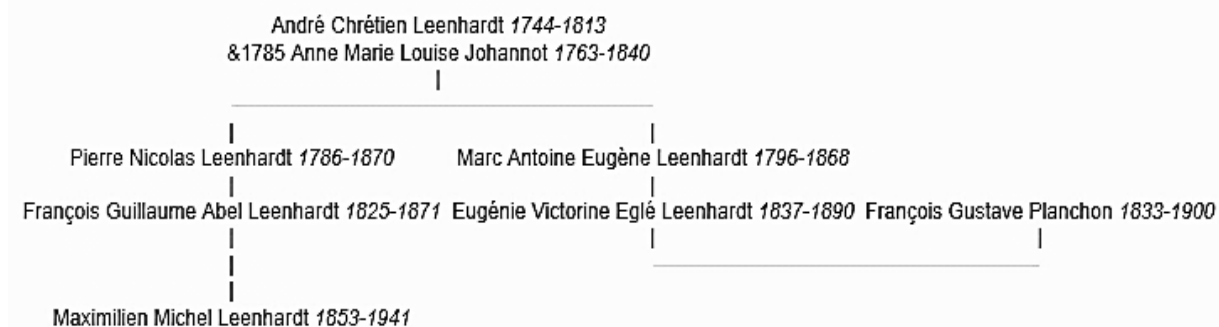 André Chrétien Leenhardt 1744-1813
&1785 Anne Marie Louise Johannot 1763-1840
Pierre Nicolas Leenhardt 1786-1870 Marc Antoine Eugène Leenhardt 1796-1868
François Guillaume Abel Leenhardt 1825-1871 Eugénie Victorine Eglé Leenhardt 1837-1890 François Gustave Planchon 1833-1900
Maximilien Michel Leenhardt 1853-1941